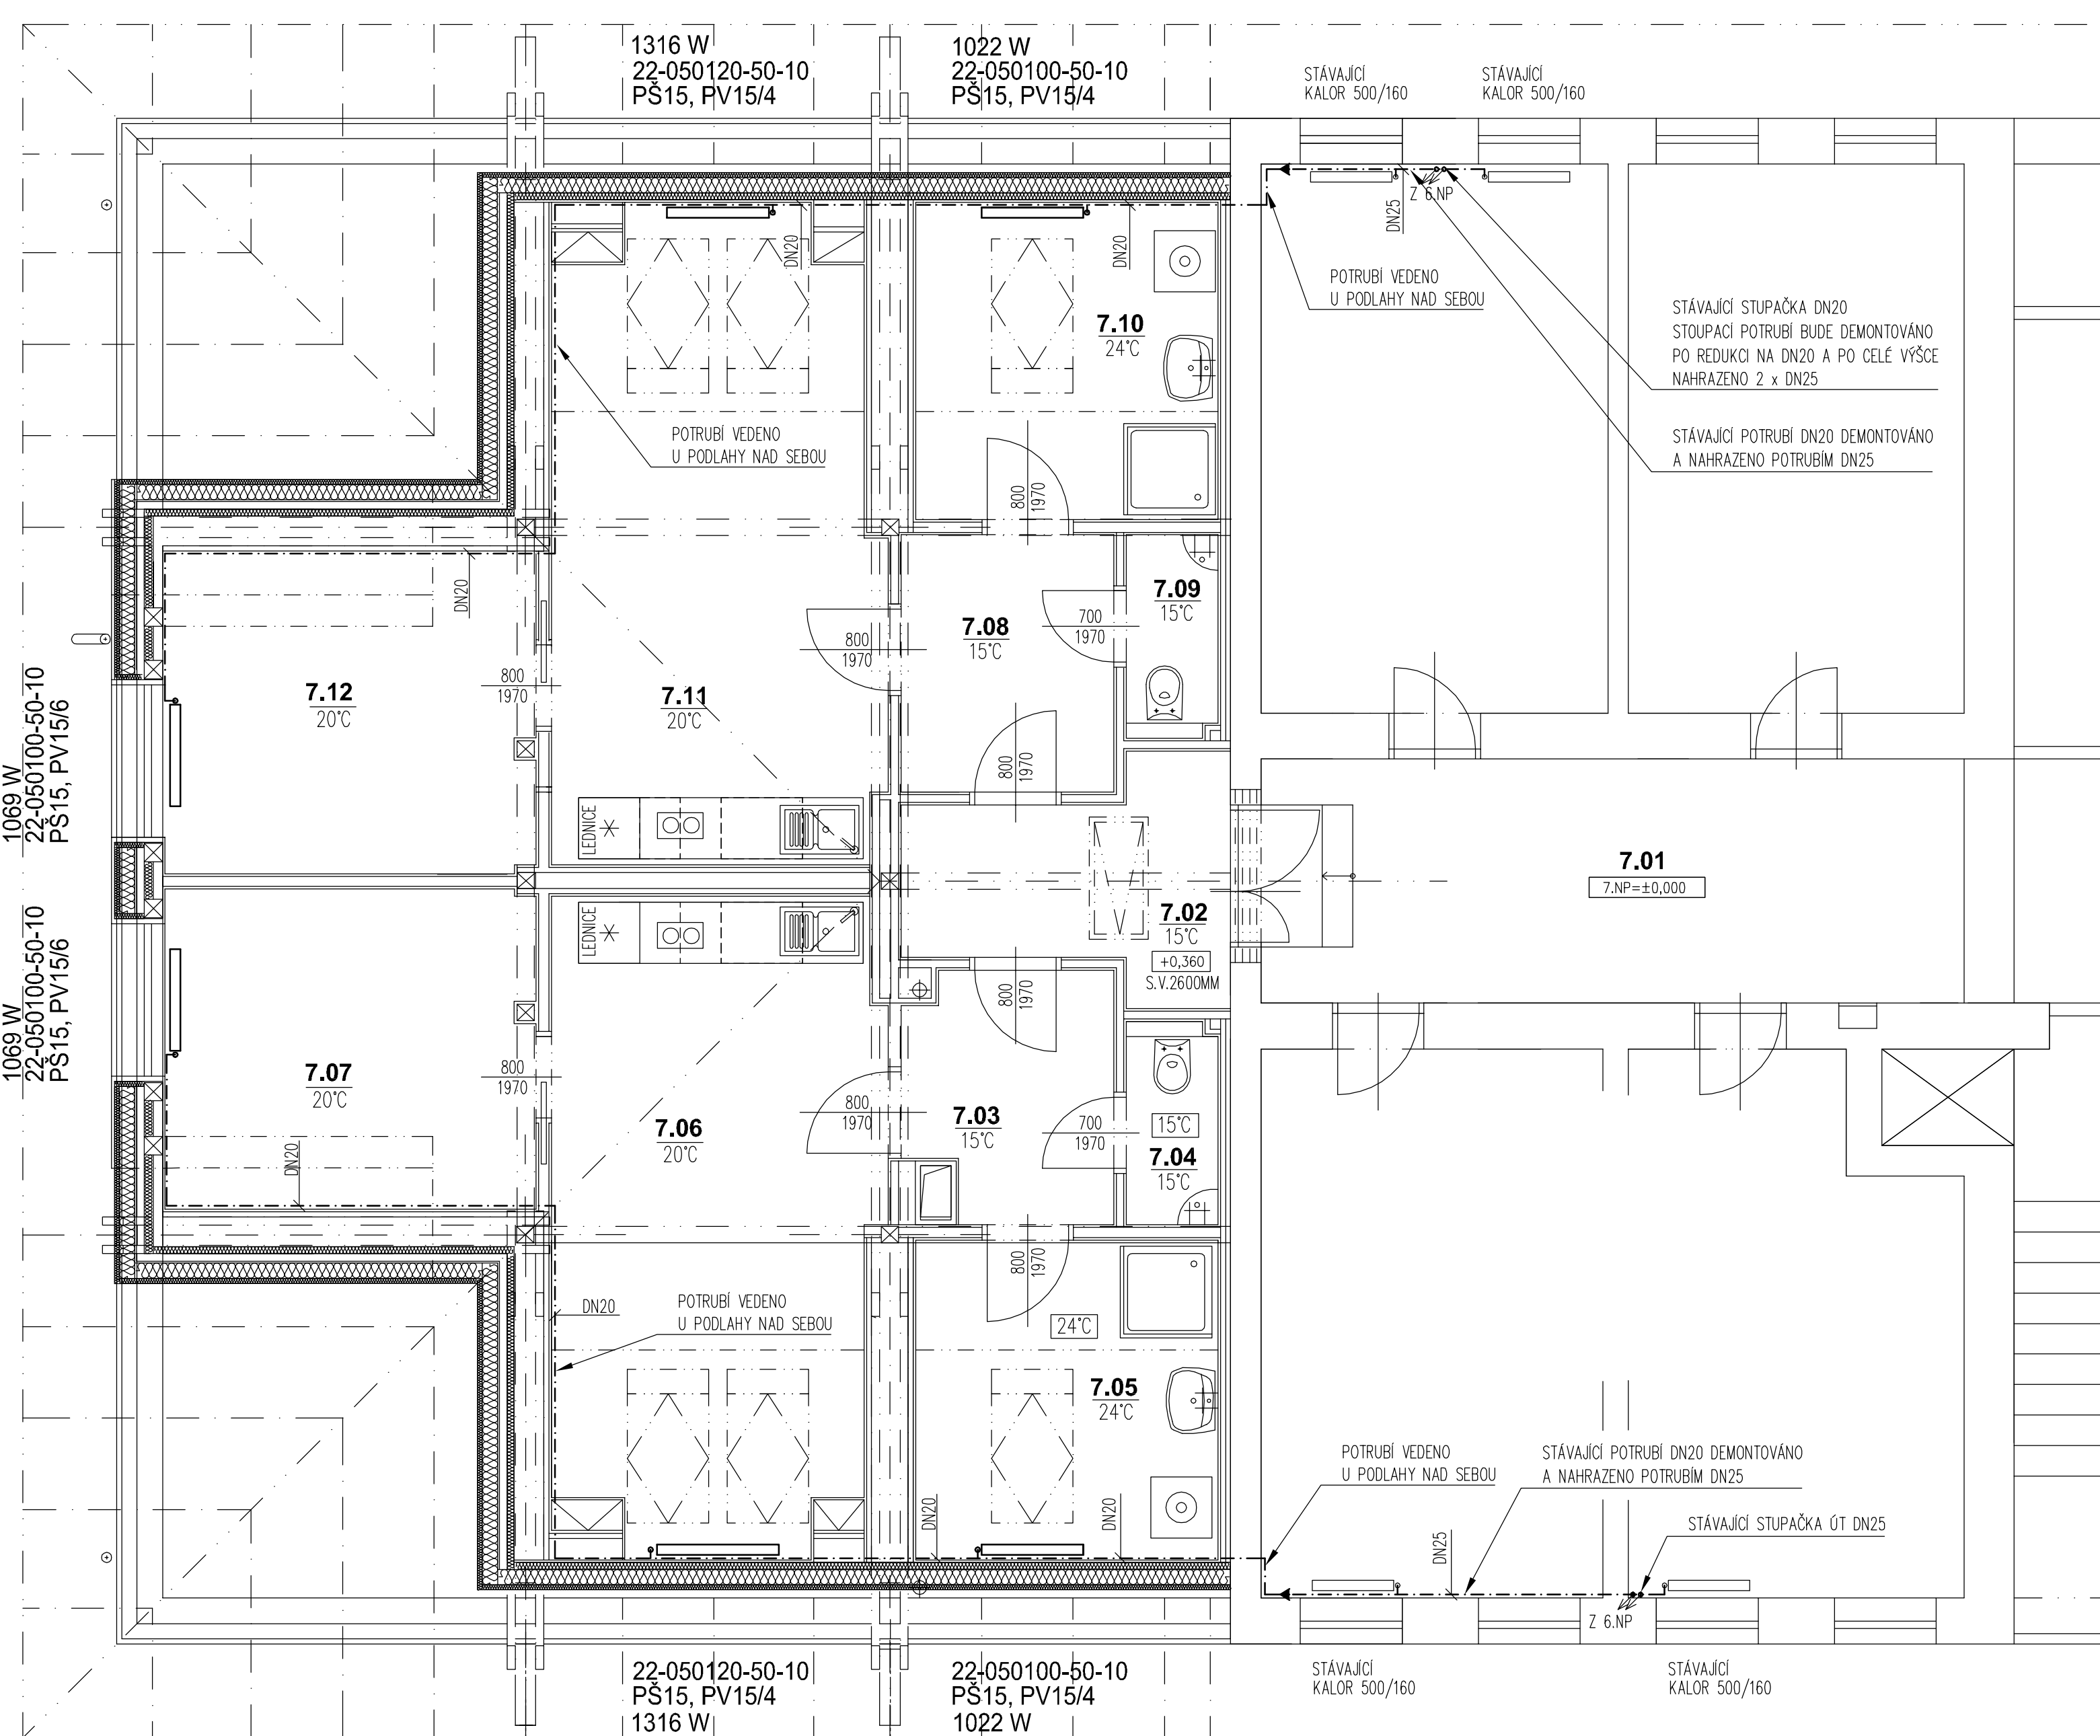 1316 W
22-050120-50-10
PŠ15, PV15/4
1022 W
22-050100-50-10
PŠ15, PV15/4
STÁVAJÍCÍ
KALOR 500/160
STÁVAJÍCÍ
KALOR 500/160
Z 6.NP
DN25
DN20
DN20
POTRUBÍ VEDENO
U PODLAHY NAD SEBOU
STÁVAJÍCÍ STUPAČKA DN20
STOUPACÍ POTRUBÍ BUDE DEMONTOVÁNO
PO REDUKCI NA DN20 A PO CELÉ VÝŠCE
NAHRAZENO 2 x DN25
STÁVAJÍCÍ POTRUBÍ DN20 DEMONTOVÁNO
A NAHRAZENO POTRUBÍM DN25
7.10
24°C
POTRUBÍ VEDENO
U PODLAHY NAD SEBOU
800
1970
DN20
7.09
15°C
7.08
15°C
700
1970
800
1970
7.12
20°C
800
1970
7.11
20°C
1069 W
22-050100-50-10
PŠ15, PV15/6
800
1970
LEDNICE
7.01
7.NP=±0,000
7.02
15°C
+0,360
S.V.2600MM
LEDNICE
1069 W
22-050100-50-10
PŠ15, PV15/6
800
1970
7.07
20°C
800
1970
7.06
20°C
800
1970
7.03
15°C
700
1970
15°C
7.04
15°C
DN20
800
1970
DN20
POTRUBÍ VEDENO
U PODLAHY NAD SEBOU
24°C
7.05
24°C
DN20
DN20
POTRUBÍ VEDENO
U PODLAHY NAD SEBOU
STÁVAJÍCÍ POTRUBÍ DN20 DEMONTOVÁNO
A NAHRAZENO POTRUBÍM DN25
STÁVAJÍCÍ STUPAČKA ÚT DN25
DN25
Z 6.NP
22-050120-50-10
PŠ15, PV15/4
1316 W
22-050100-50-10
PŠ15, PV15/4
1022 W
STÁVAJÍCÍ
KALOR 500/160
STÁVAJÍCÍ
KALOR 500/160